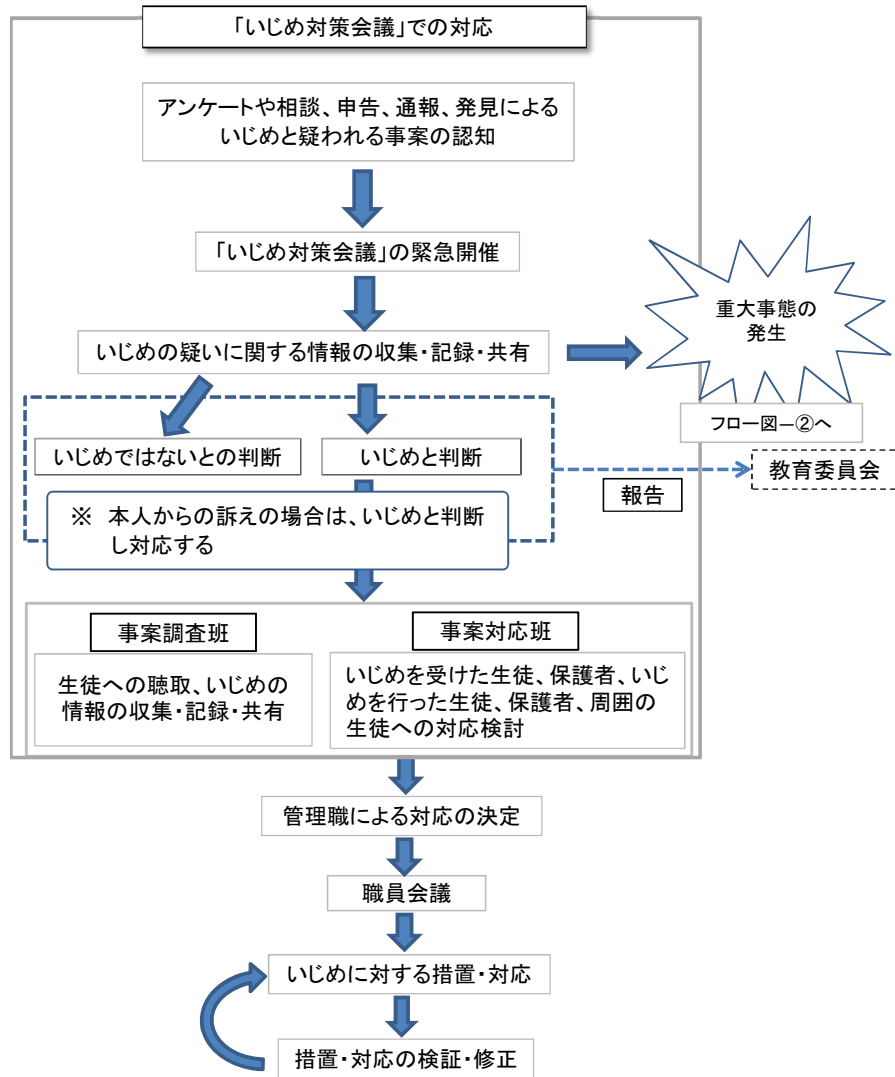 「いじめ対策会議」での対応
アンケートや相談、申告、通報、発見による
いじめと疑われる事案の認知
「いじめ対策会議」の緊急開催
重大事態の
発生
いじめの疑いに関する情報の収集・記録・共有
フロー図―②へ
いじめではないとの判断
いじめと判断
教育委員会
報告
※ 本人からの訴えの場合は、いじめと判断
し対応する
事案調査班
生徒への聴取、いじめの
情報の収集・記録・共有
事案対応班
いじめを受けた生徒、保護者、いじ
めを行った生徒、保護者、周囲の
生徒への対応検討
管理職による対応の決定
職員会議
いじめに対する措置・対応
措置・対応の検証・修正